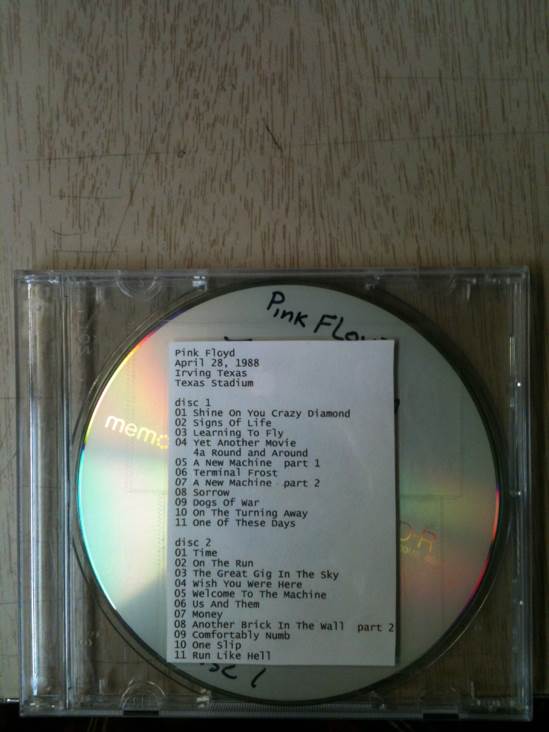 Pink Flo
Pink Floyd
April 28, 1988
Irving Texas
Texas Stadium
disc 1
01 Shine On You Crazy Diamond
02 Signs Of Life
03 Learning To Fly
04 Yet Another Movie
4a Round and Around
05 A New Machine part 1
06 Terminal Frost
07 A New Machine part 2
08 Sorrow
09 Dogs Of War
10 On The Turning Away
11 One Of These Days
disc 2
01 Time
02 On The Run
03 The Great Gig In The Sky
04 Wish You Were Here
05 Welcome To The Machine
06 Us And Them
07 Money
08 Another Brick In The Wall part 2
09 Comfortably Numb
10 One Slip
11 Run Like Hell
memo
D-R
sc 1